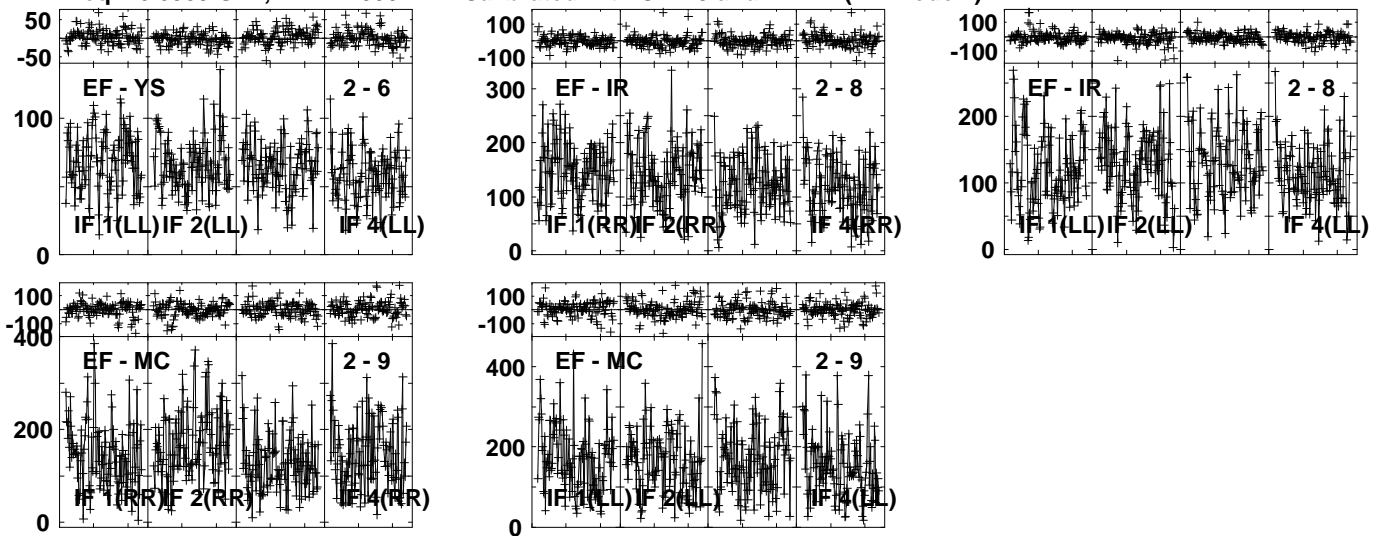 50
-50
EF - YS 2 - 6
100
IF 1(LL) IF 2(LL) IF 4(LL)
0
100
-100
300 EF - IR 2 - 8
200
100
IF 1(RR) IF 2(RR) IF 4(RR)
0
100
-100
EF - IR 2 - 8
200
100
IF 1(LL) IF 2(LL) IF 4(LL)
0
100
-100
400
EF - MC 2 - 9
200
IF 1(RR) IF 2(RR) IF 4(RR)
0
100
-100
EF - MC 2 - 9
400
200
IF 1(LL) IF 2(LL) IF 4(LL)
0